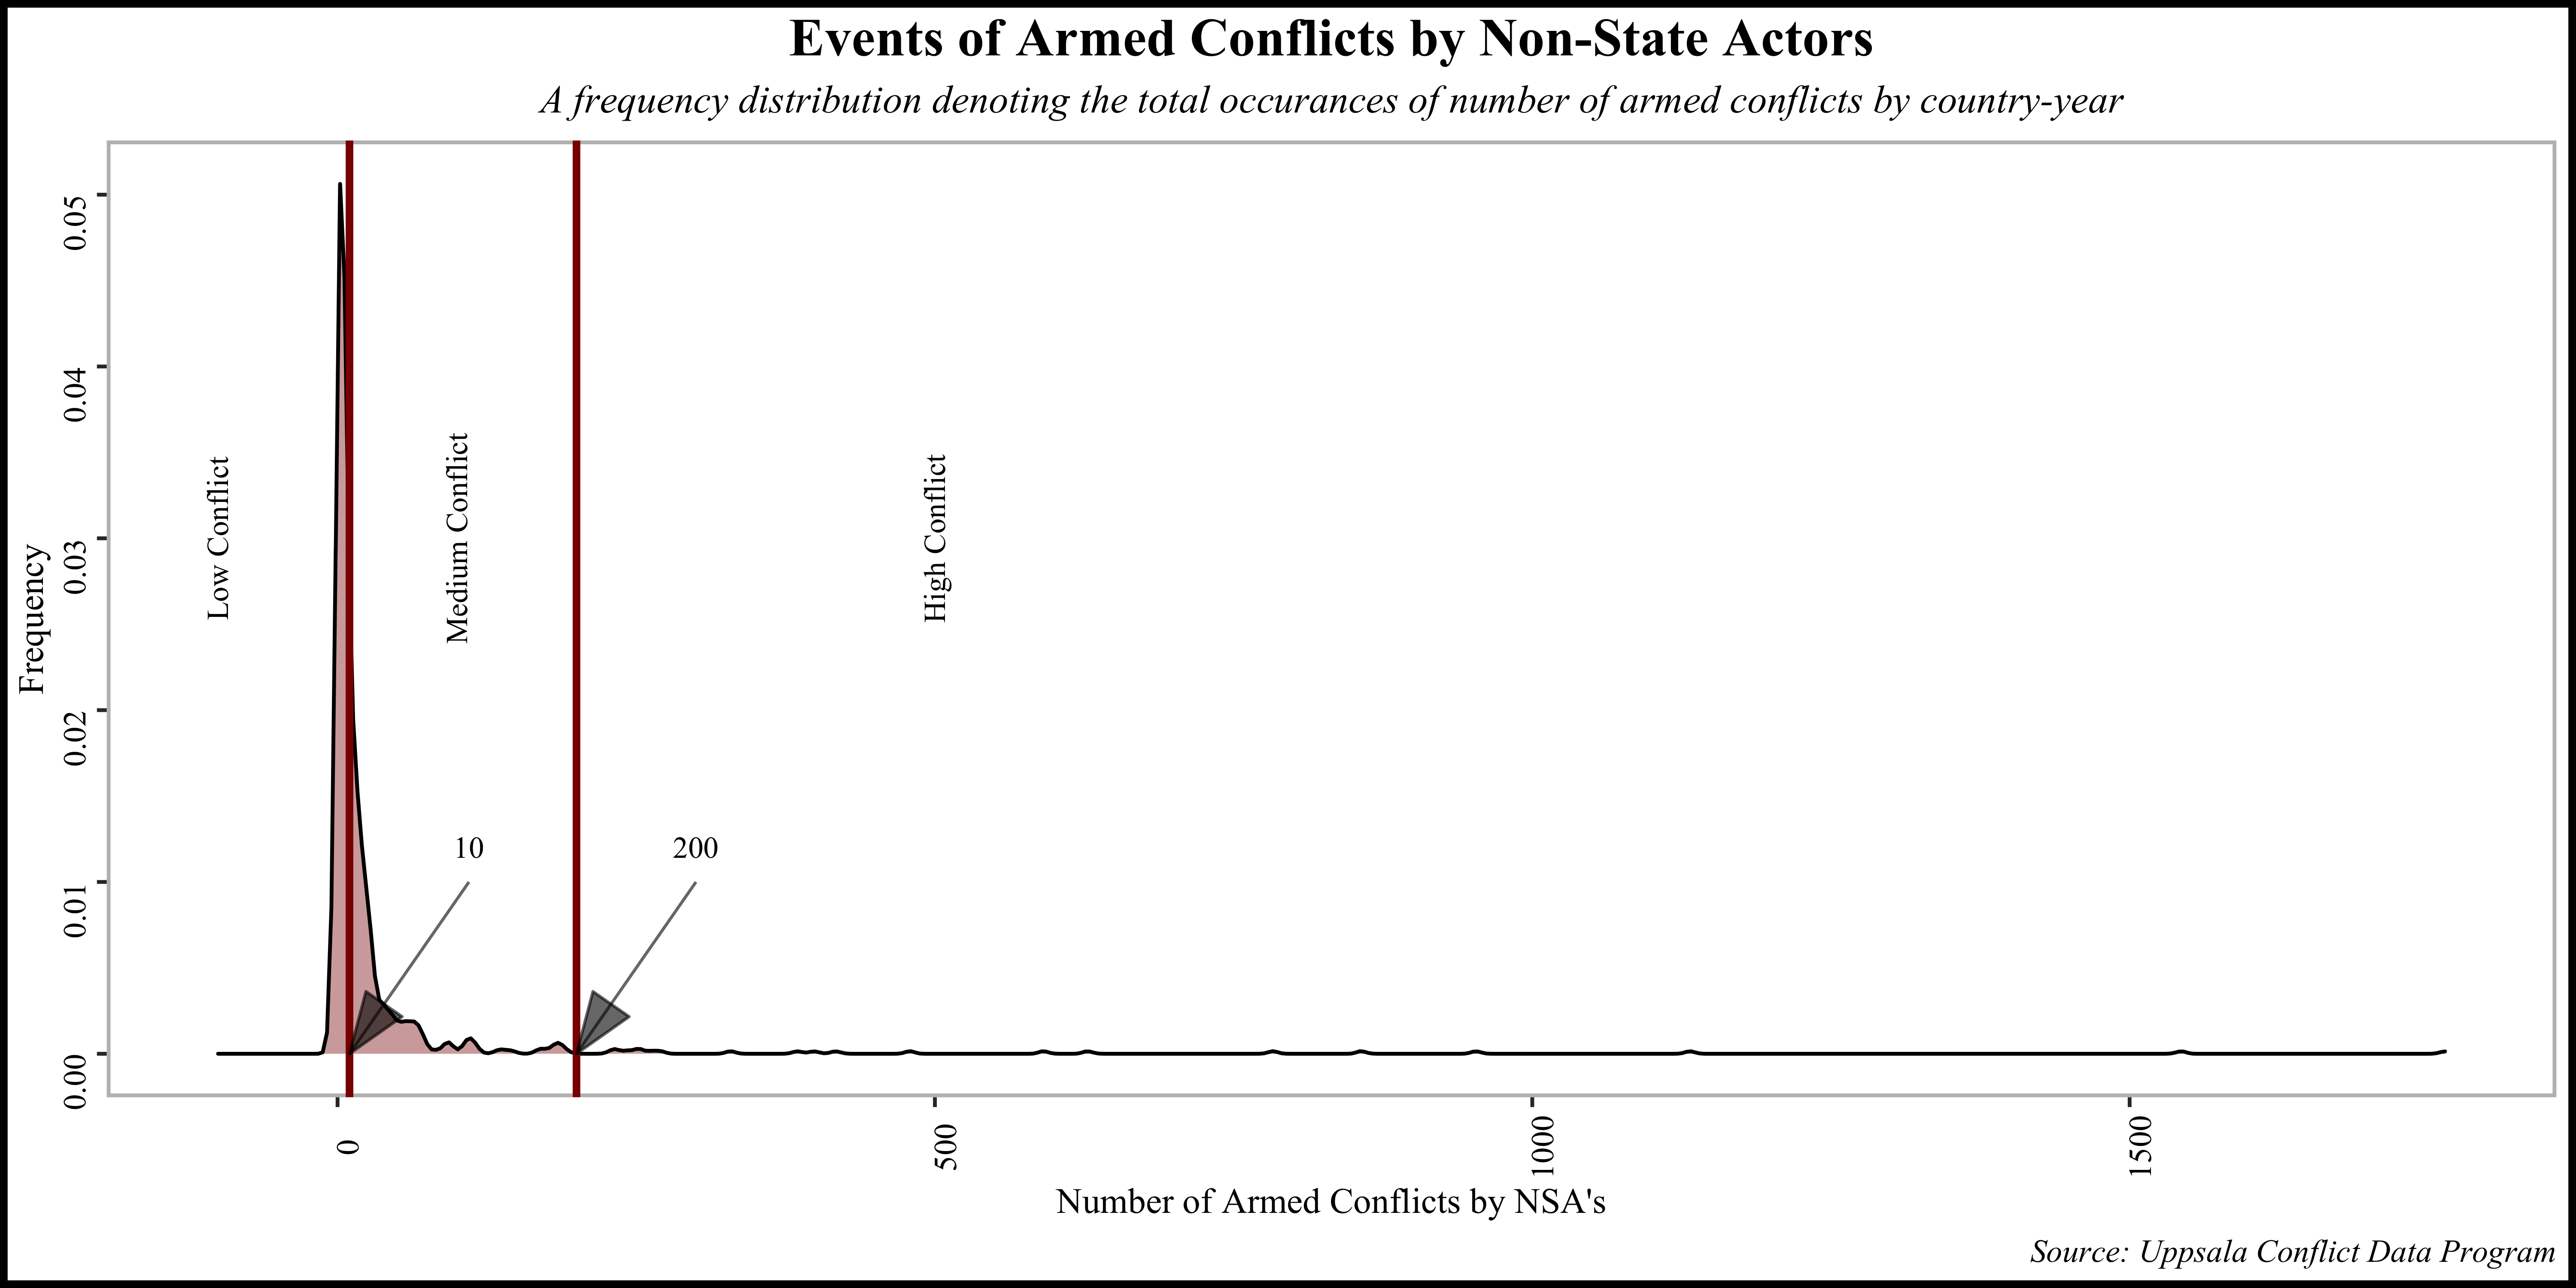 Events of Armed Conflicts by Non-State Actors
A frequency distribution denoting the total occurances of number of armed conflicts by country-year
Frequency
0.05
0.04
0.03
0.02
0.01
0.00
Low Conflict
Medium Conflict
High Conflict
10
200
0
500
1000
1500
Number of Armed Conflicts by NSA's
Source: Uppsala Conflict Data Program